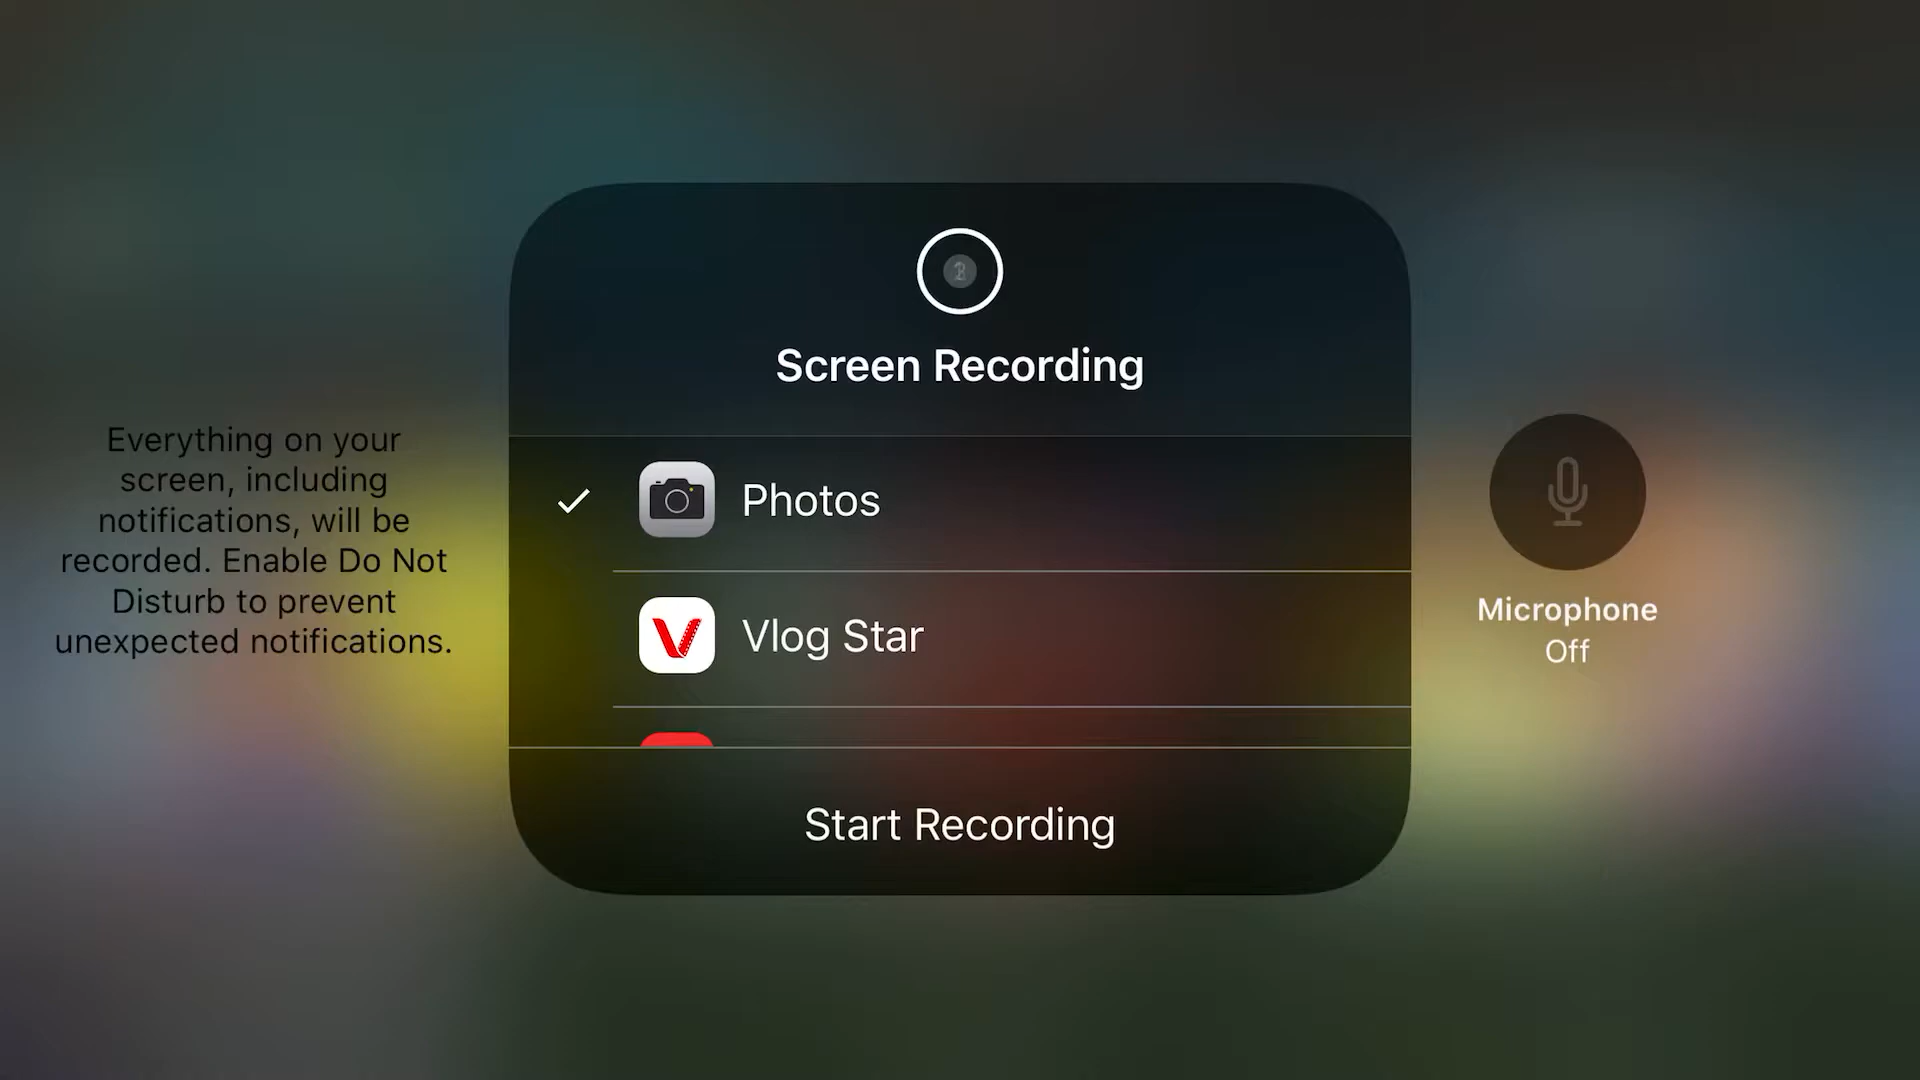 Screen Recording
Everything on your
screen, including
notifications, will be
recorded. Enable Do Not
Disturb to prevent
unexpected notifications.
Photos
Vlog Star
Start Recording
Microphone
Off